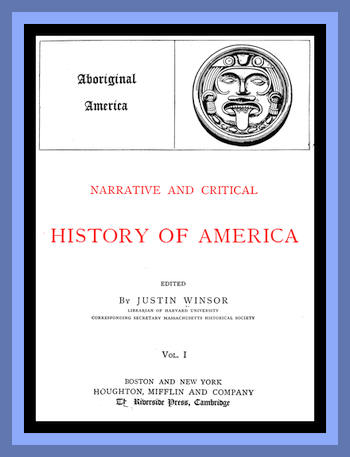 Aboriginal
America
NARRATIVE AND CRITICAL
HISTORY OF AMERICA
EDITED
By JUSTIN WINSOR
LIBRARIAN OF HARVARD UNIVERSITY
CORRESPONDING SECRETARY MASSACHUSETTS HISTORICAL SOCIETY
Vol. I
BOSTON AND NEW YORK
HOUGHTON, MIFFLIN AND COMPANY
The Riverside Press, Cambridge